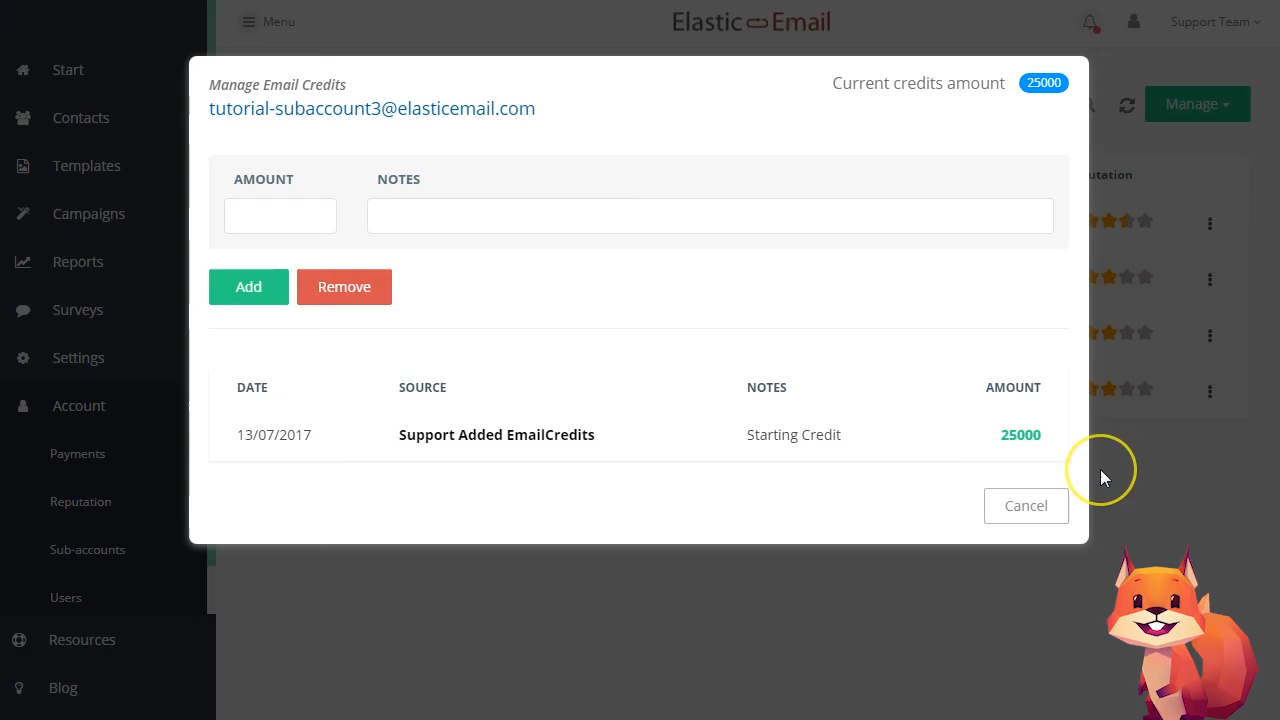 Menu
Elastic Email
Support Team
Start
Contacts
Templates
Campaigns
Reports
Surveys
Settings
Account
Payments
Reputation
Sub-accounts
Users
Resources
Blog
Manage Email Credits
tutorial-subaccount3@elasticemail.com
Current credits amount 25000
Manage
utation
AMOUNT NOTES
Add Remove
DATE SOURCE NOTES AMOUNT
13/07/2017 Support Added EmailCredits Starting Credit 25000
Cancel